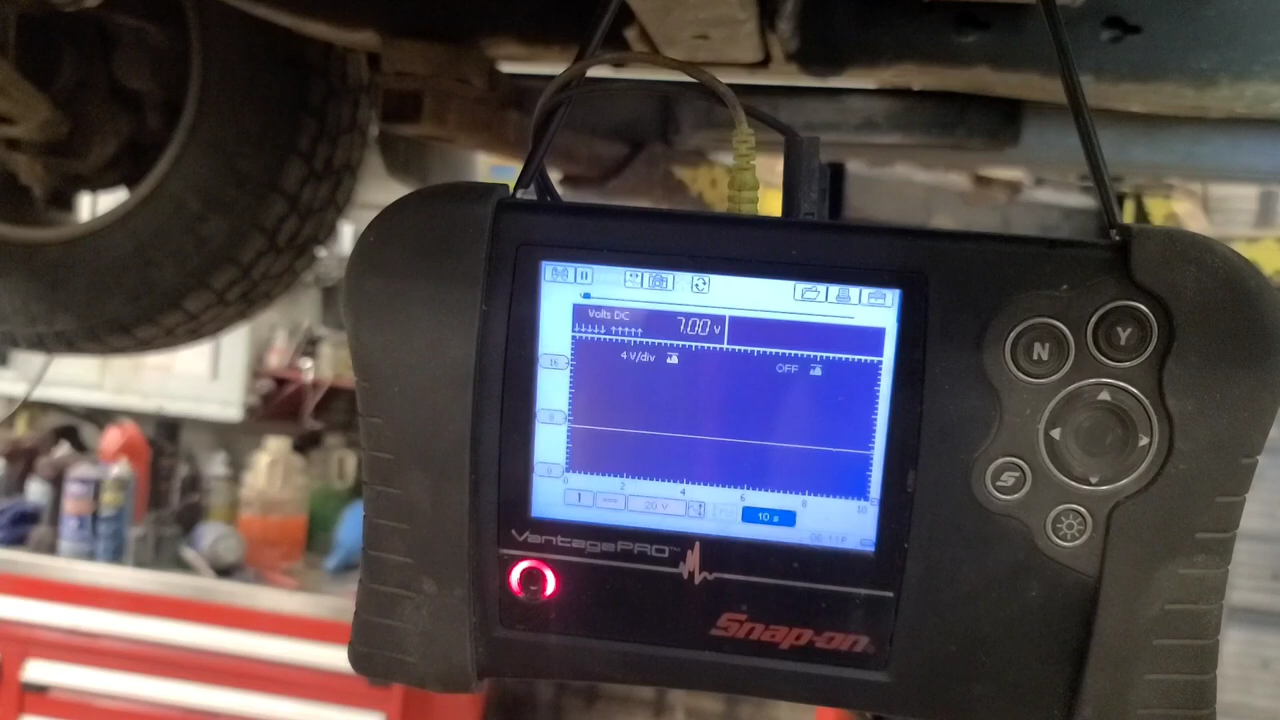 Volts DC
7.00 V
4 V/div
OFF
16
8
0
0 2 4 6 8 10
1
20 V
10 s
VantagePRO™
Snap-on
N
Y
S